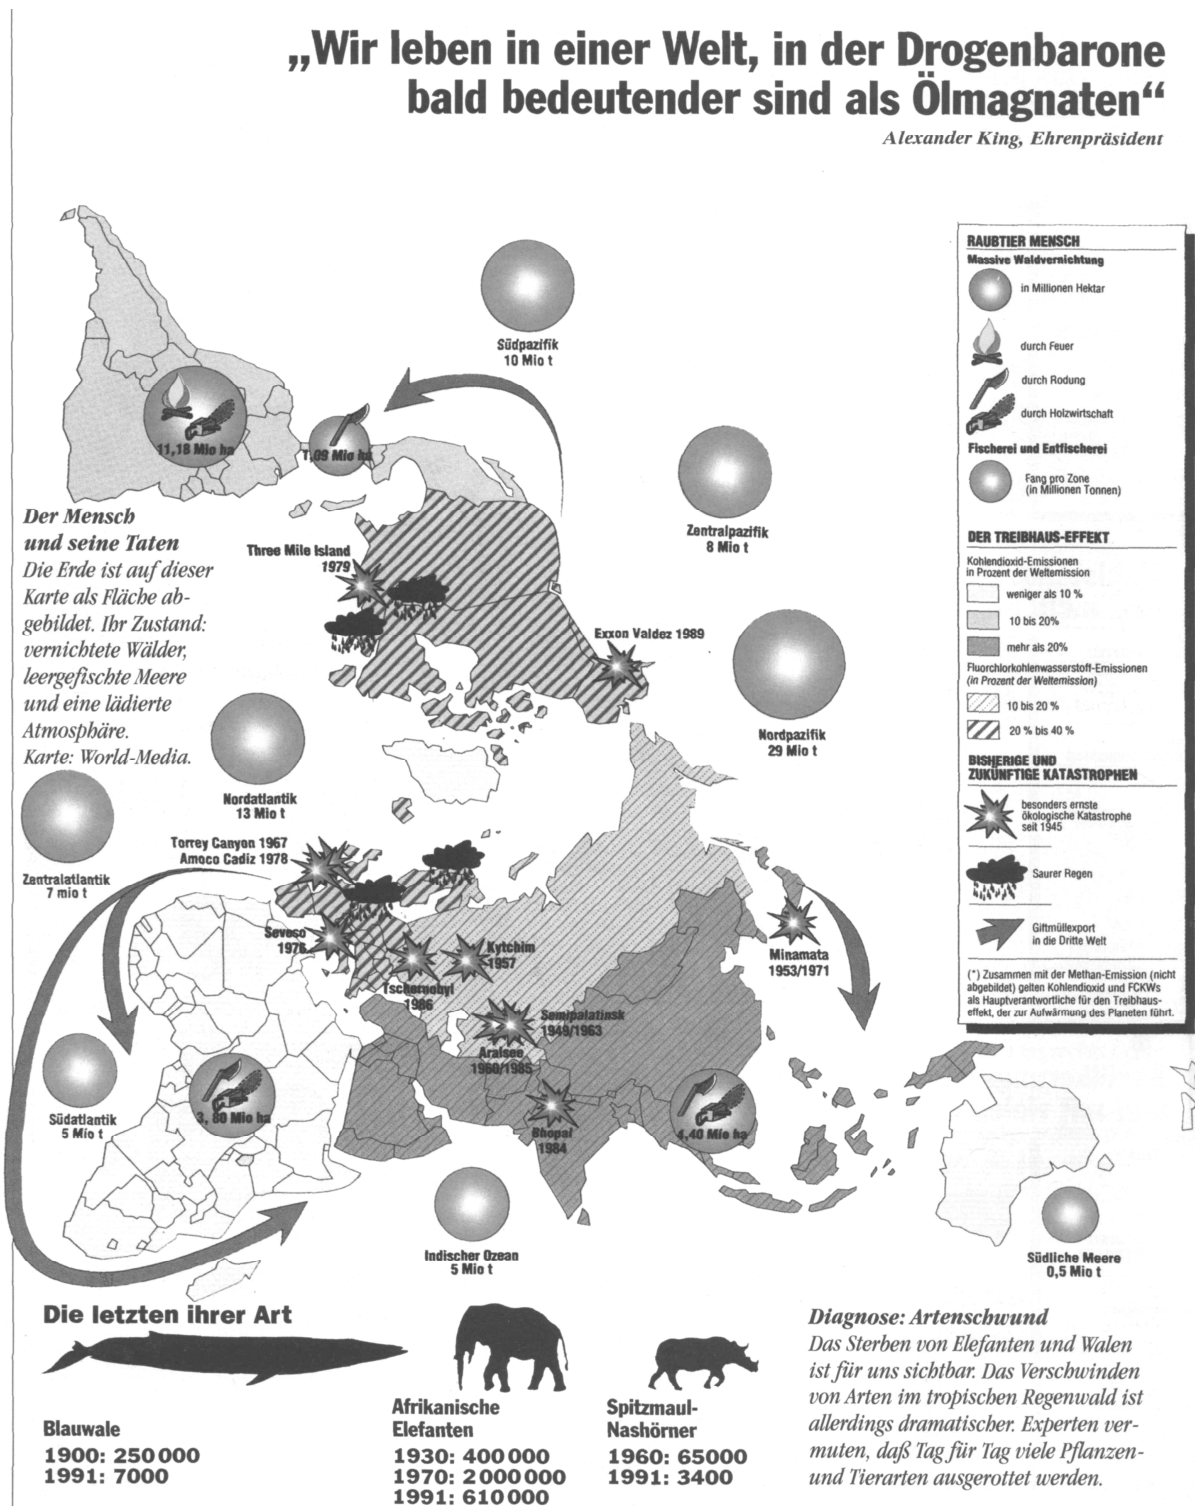 „Wir leben in einer Welt, in der Drogenbarone
bald bedeutender sind als Ölmagnaten“
Alexander King, Ehrenpräsident
Südpazifik
10 Mio t
11,18 Mio ha
1,09 Mio ha
Zentralpazifik
8 Mio t
Der Mensch
und seine Taten
Die Erde ist auf dieser
Karte als Fläche ab-
gebildet. Ihr Zustand:
vernichtete Wälder,
leergefischte Meere
und eine lädierte
Atmosphäre.
Karte: World-Media.
Three Mile Island
1979
Exxon Valdez 1989
Nordpazifik
29 Mio t
Nordatlantik
13 Mio t
Zentralatlantik
7 mio t
Torrey Canyon 1967
Amoco Cadiz 1978
Seveso
1976
Tschernobyl
1986
Kytchim
1957
Minamata
1953/1971
Semipalatinsk
1949/1963
Aralsee
1960/1985
Bhopal
1984
Südatlantik
5 Mio t
3, 80 Mio ha
4,40 Mio ha
Indischer Ozean
5 Mio t
Südliche Meere
0,5 Mio t
RAUBTIER MENSCH
Massive Waldvernichtung
in Millionen Hektar
durch Feuer
durch Rodung
durch Holzwirtschaft
Fischerei und Entfischerei
Fang pro Zone
(in Millionen Tonnen)
DER TREIBHAUS-EFFEKT
Kohlendioxid-Emissionen
in Prozent der Weltemission
weniger als 10 %
10 bis 20%
mehr als 20%
Fluorchlorkohlenwasserstoff-Emissionen
(in Prozent der Weltemission)
10 bis 20 %
20 % bis 40 %
BISHERIGE UND
ZUKÜNFTIGE KATASTROPHEN
besonders ernste
ökologische Katastrophe
seit 1945
Saurer Regen
Giftmüllexport
in die Dritte Welt
(*) Zusammen mit der Methan-Emission (nicht
abgebildet) gelten Kohlendioxid und FCKWs
als Hauptverantwortliche für den Treibhaus-
effekt, der zur Aufwärmung des Planeten führt.
Die letzten ihrer Art
Blauwale
1900: 250 000
1991: 7000
Afrikanische
Elefanten
1930: 400 000
1970: 2 000 000
1991: 610 000
Spitzmaul-
Nashörner
1960: 65000
1991: 3400
Diagnose: Artenschwund
Das Sterben von Elefanten und Walen
ist für uns sichtbar. Das Verschwinden
von Arten im tropischen Regenwald ist
allerdings dramatischer. Experten ver-
muten, daß Tag für Tag viele Pflanzen-
und Tierarten ausgerottet werden.